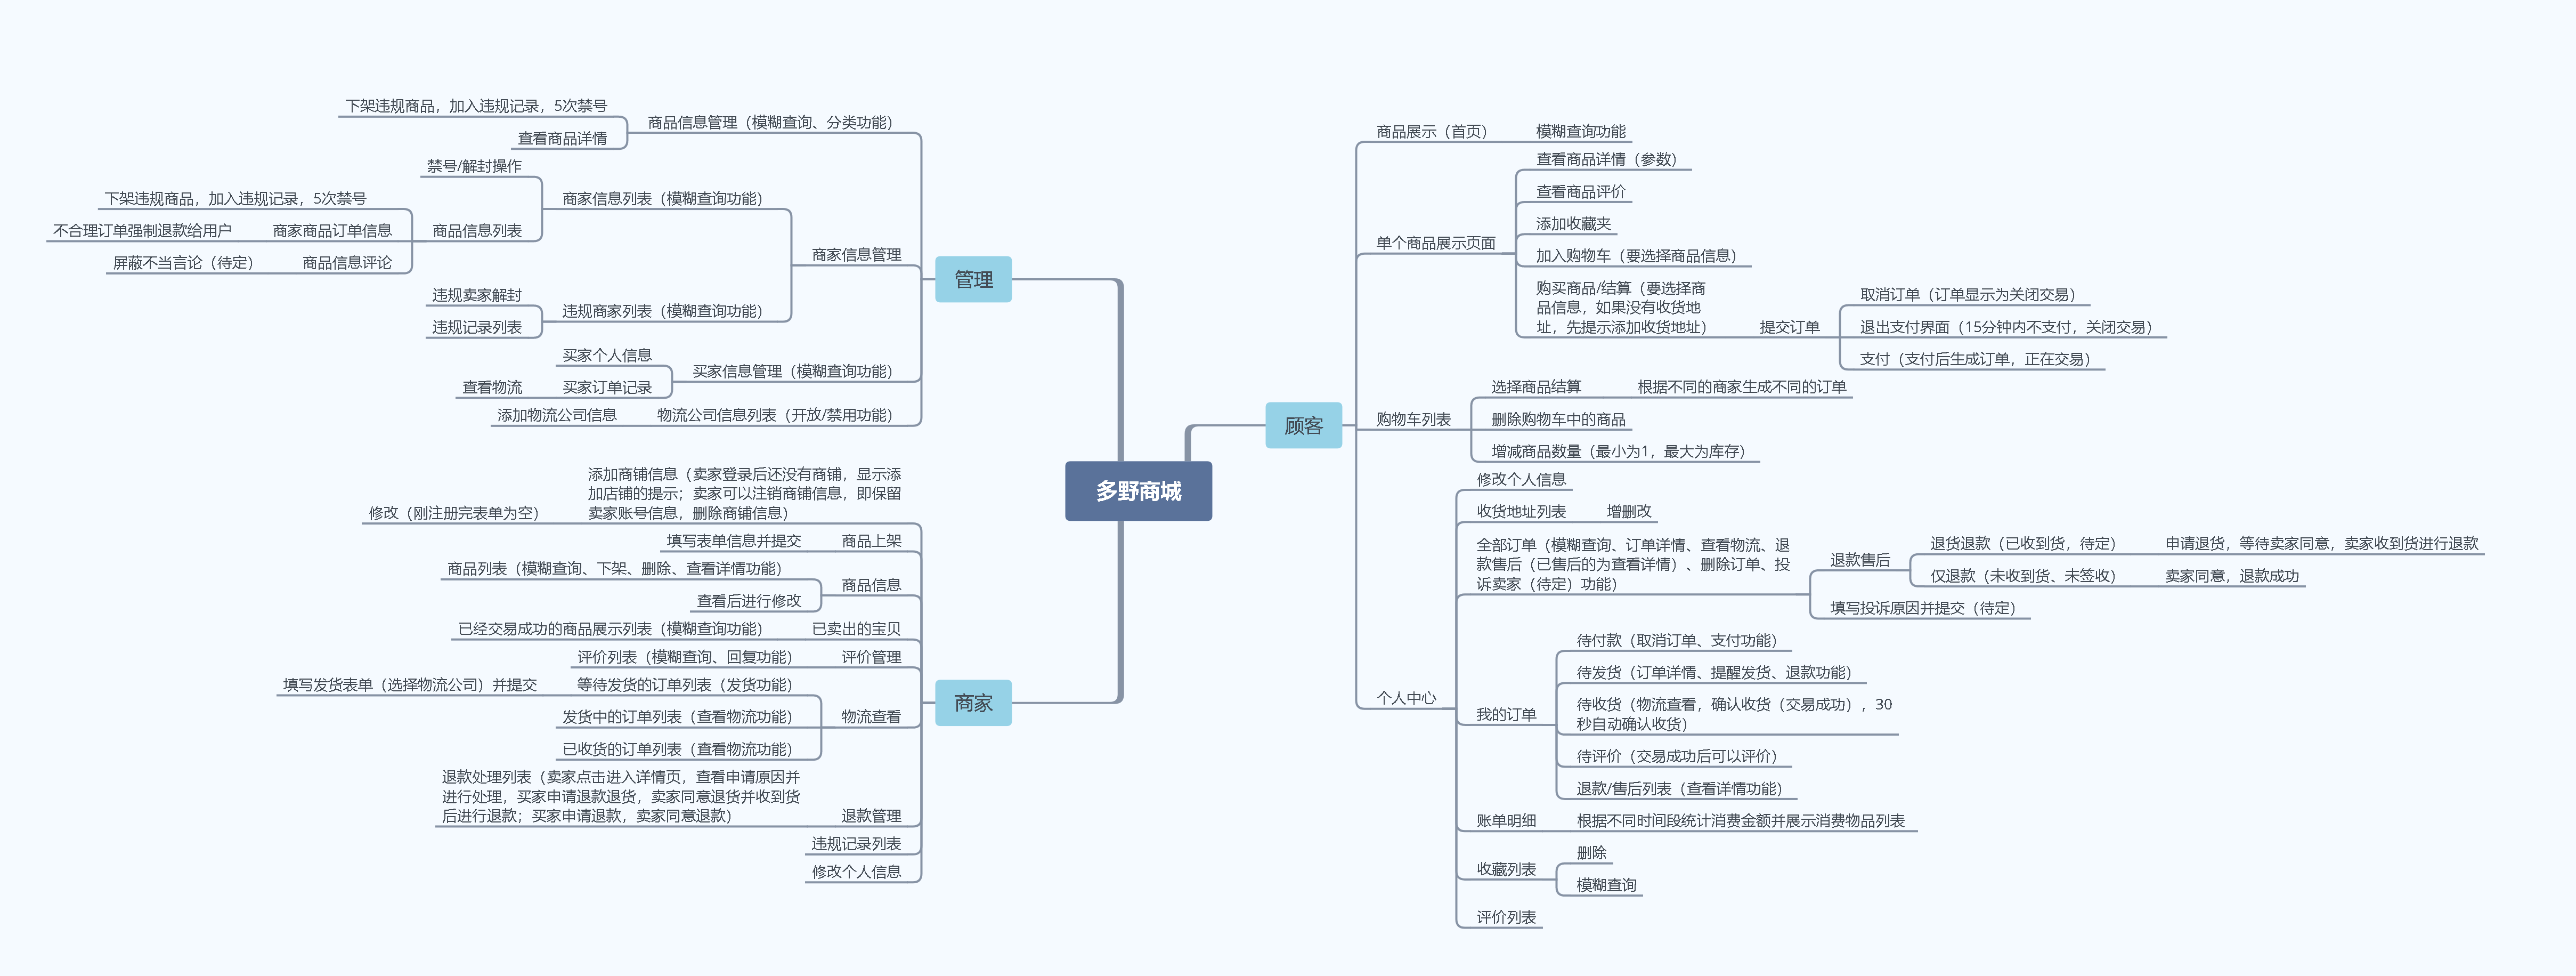 多野商城
管理
商品信息管理（模糊查询、分类功能）
下架违规商品，加入违规记录，5次禁号
查看商品详情
商家信息管理
商家信息列表（模糊查询功能）
禁号/解封操作
商品信息列表
下架违规商品，加入违规记录，5次禁号
商家商品订单信息
不合理订单强制退款给用户
商品信息评论
屏蔽不当言论（待定）
违规商家列表（模糊查询功能）
违规卖家解封
违规记录列表
买家信息管理（模糊查询功能）
买家个人信息
买家订单记录
查看物流
物流公司信息列表（开放/禁用功能）
添加物流公司信息
商家
添加商铺信息（卖家登录后还没有商铺，显示添
加店铺的提示；卖家可以注销商铺信息，即保留
卖家账号信息，删除商铺信息）
修改（刚注册完表单为空）
商品上架
填写表单信息并提交
商品信息
商品列表（模糊查询、下架、删除、查看详情功能）
查看后进行修改
已卖出的宝贝
已经交易成功的商品展示列表（模糊查询功能）
评价管理
评价列表（模糊查询、回复功能）
物流查看
等待发货的订单列表（发货功能）
填写发货表单（选择物流公司）并提交
发货中的订单列表（查看物流功能）
已收货的订单列表（查看物流功能）
退款管理
退款处理列表（卖家点击进入详情页，查看申请原因并
进行处理，买家申请退款退货，卖家同意退货并收到货
后进行退款；买家申请退款，卖家同意退款）
违规记录列表
修改个人信息
顾客
商品展示（首页）
模糊查询功能
单个商品展示页面
查看商品详情（参数）
查看商品评价
添加收藏夹
加入购物车（要选择商品信息）
购买商品/结算（要选择商
品信息，如果没有收货地
址，先提示添加收货地址）
提交订单
取消订单（订单显示为关闭交易）
退出支付界面（15分钟内不支付，关闭交易）
支付（支付后生成订单，正在交易）
购物车列表
选择商品结算
根据不同的商家生成不同的订单
删除购物车中的商品
增减商品数量（最小为1，最大为库存）
个人中心
修改个人信息
收货地址列表
增删改
全部订单（模糊查询、订单详情、查看物流、退
款售后（已售后的为查看详情）、删除订单、投
诉卖家（待定）功能）
退款售后
退货退款（已收到货，待定）
申请退货，等待卖家同意，卖家收到货进行退款
仅退款（未收到货、未签收）
卖家同意，退款成功
填写投诉原因并提交（待定）
我的订单
待付款（取消订单、支付功能）
待发货（订单详情、提醒发货、退款功能）
待收货（物流查看，确认收货（交易成功），30
秒自动确认收货）
待评价（交易成功后可以评价）
退款/售后列表（查看详情功能）
账单明细
根据不同时间段统计消费金额并展示消费物品列表
收藏列表
删除
模糊查询
评价列表